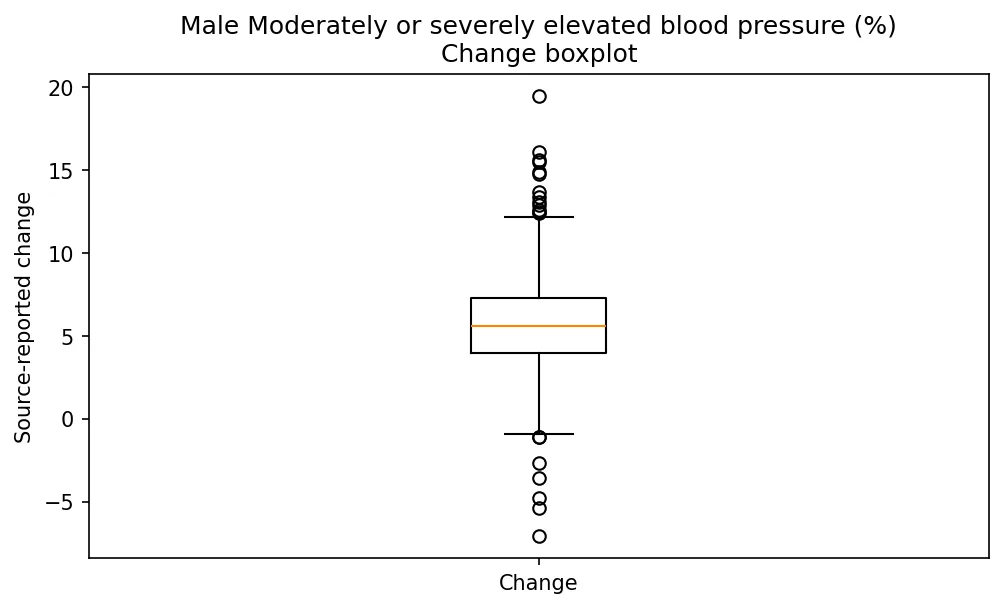 Male Moderately or severely elevated blood pressure (%)
Change boxplot
Source-reported change
20
15
10
5
0
−5
Change